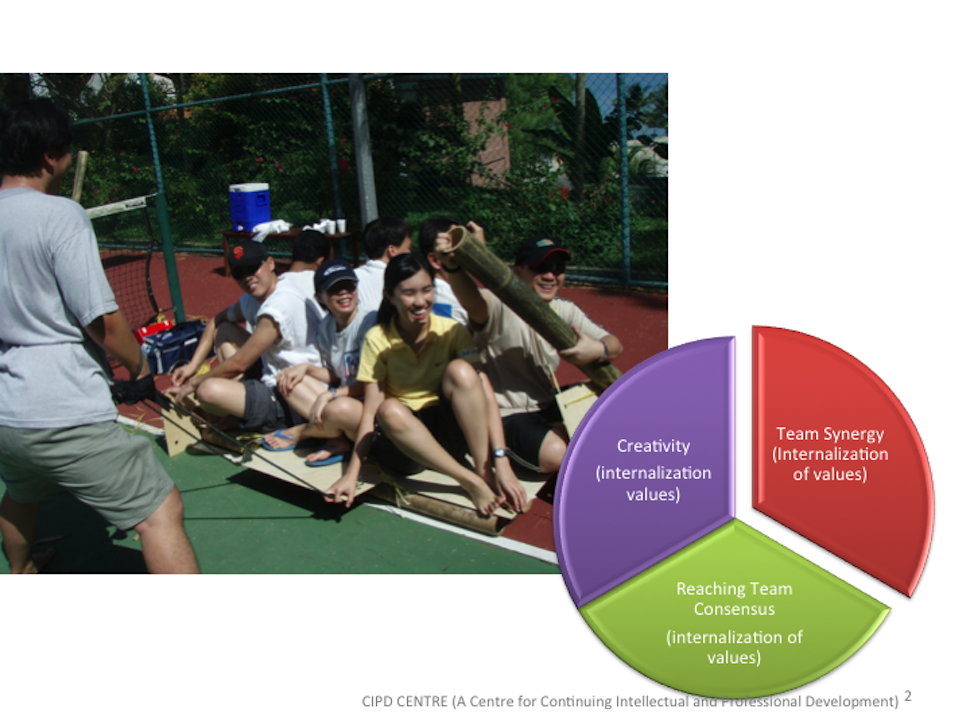 Creativity
(internalization
values)
Team Synergy
(Internalization
of values)
Reaching Team
Consensus
(internalization of
values)
CIPD CENTRE (A Centre for Continuing Intellectual and Professional Development) 2